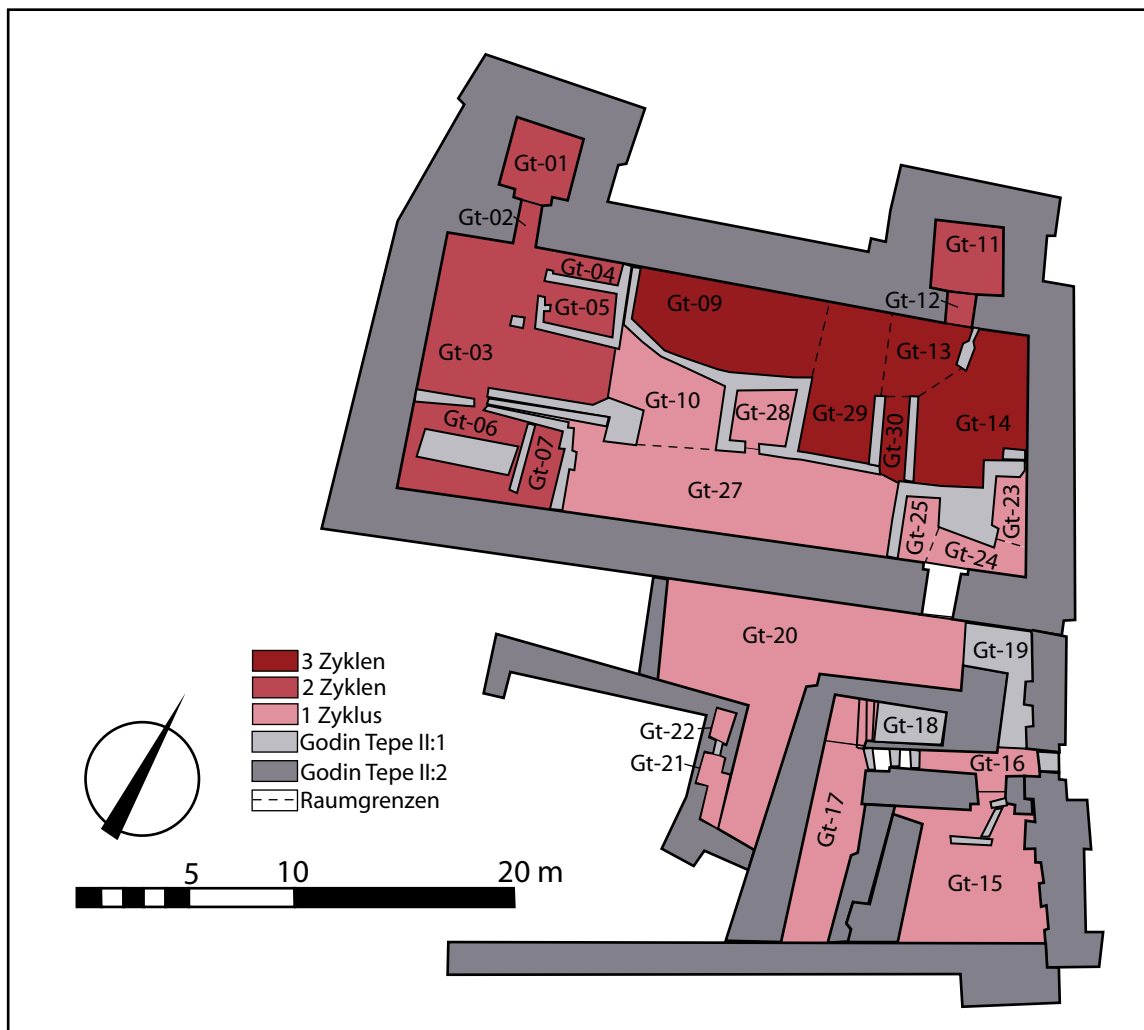 Gt-01
Gt-02
Gt-11
Gt-04
Gt-12
Gt-09
Gt-05
Gt-03
Gt-13
Gt-10
Gt-28
Gt-29
Gt-30
Gt-14
Gt-06
Gt-07
Gt-27
Gt-23
Gt-25
Gt-24
Gt-20
Gt-19
Gt-22
Gt-18
Gt-21
Gt-16
Gt-17
Gt-15
3 Zyklen
2 Zyklen
1 Zyklus
Godin Tepe II:1
Godin Tepe II:2
Raumgrenzen
5 10 20 m